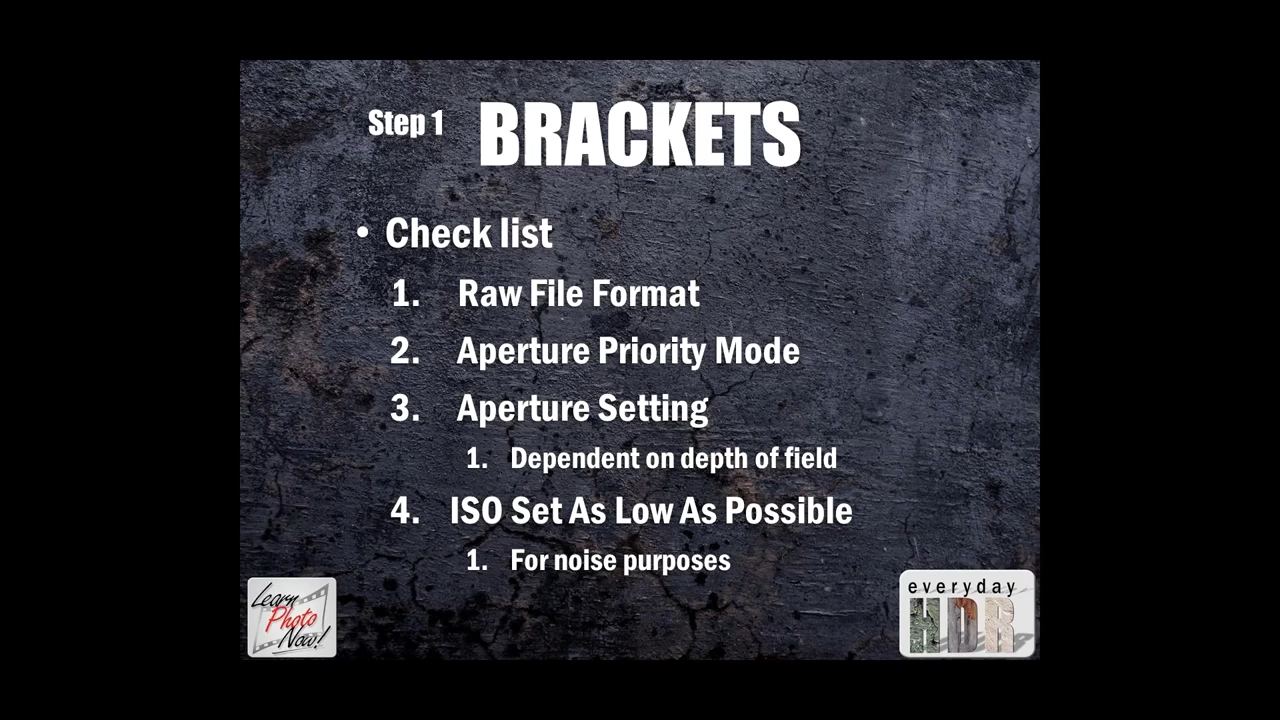 Step 1 BRACKETS
• Check list
1. Raw File Format
2. Aperture Priority Mode
3. Aperture Setting
1. Dependent on depth of field
4. ISO Set As Low As Possible
1. For noise purposes
Learn
Photo
Now!
everyday
HDR